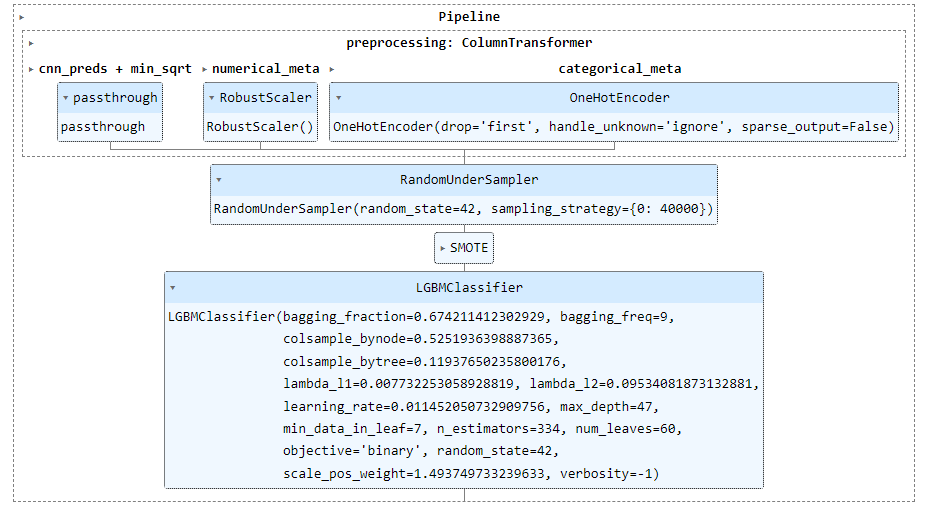 Pipeline
preprocessing: ColumnTransformer
cnn_preds + min_sqrt
numerical_meta
categorical_meta
passthrough
RobustScaler
OneHotEncoder
passthrough
RobustScaler()
OneHotEncoder(drop='first', handle_unknown='ignore', sparse_output=False)
RandomUnderSampler
RandomUnderSampler(random_state=42, sampling_strategy={0: 40000})
SMOTE
LGBMClassifier
LGBMClassifier(bagging_fraction=0.674211412302929, bagging_freq=9,
colsample_bynode=0.5251936398887365,
colsample_bytree=0.11937650235800176,
lambda_l1=0.007732253058928819, lambda_l2=0.09534081873132881,
learning_rate=0.011452050732909756, max_depth=47,
min_data_in_leaf=7, n_estimators=334, num_leaves=60,
objective='binary', random_state=42,
scale_pos_weight=1.493749733239633, verbosity=-1)